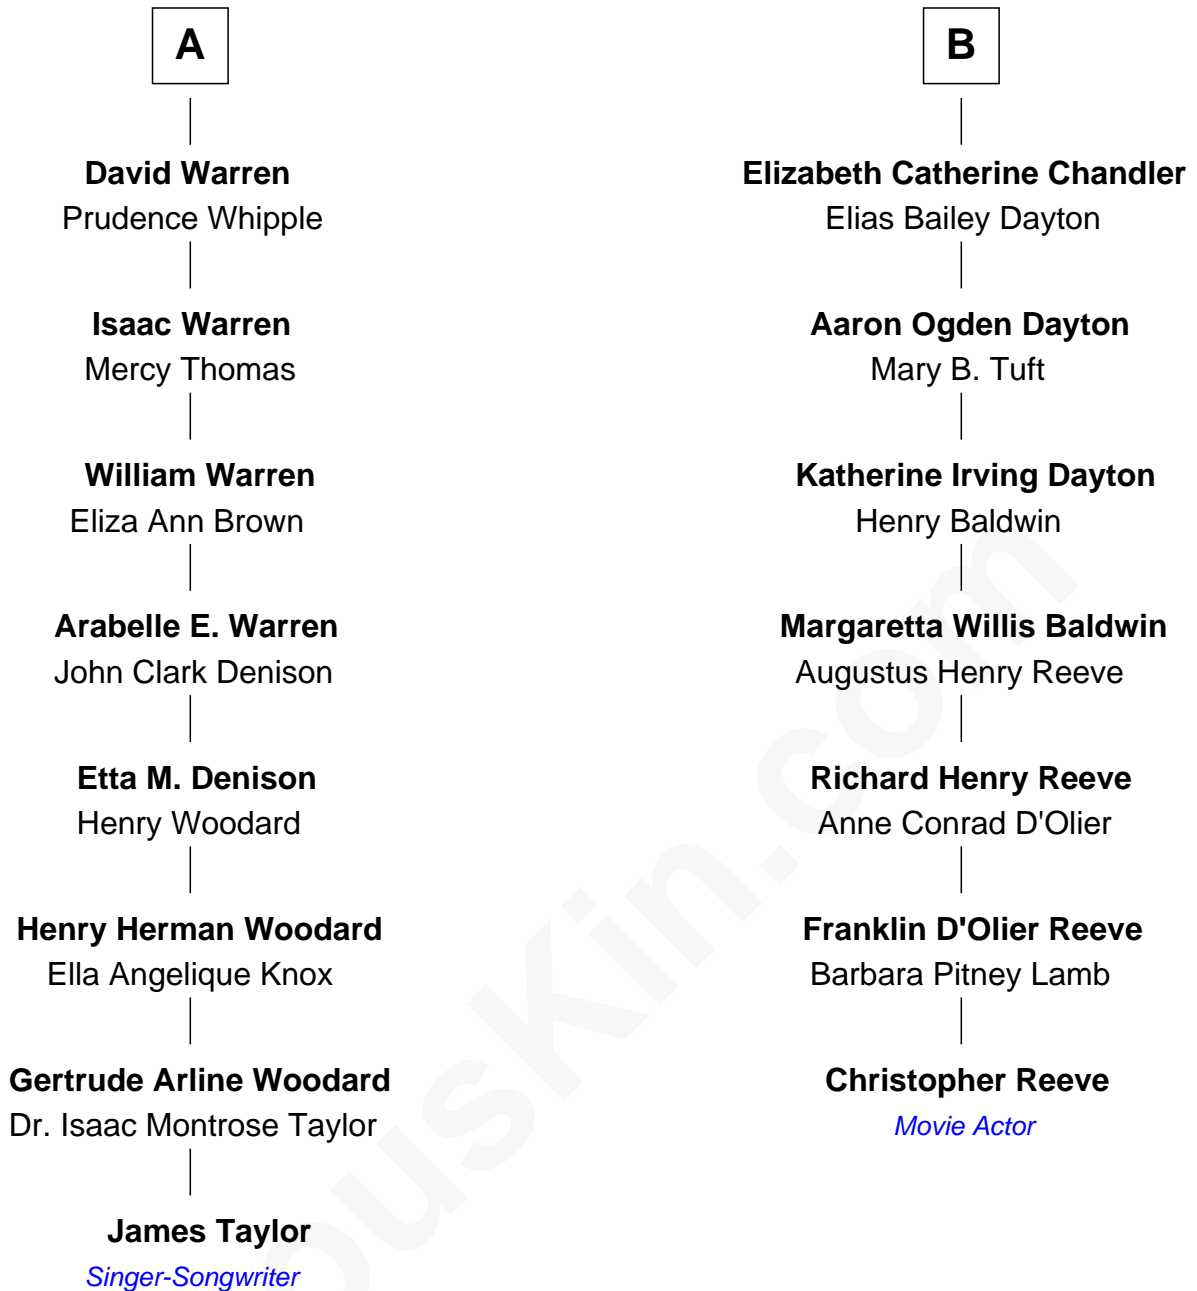 A
David Warren
Prudence Whipple
Isaac Warren
Mercy Thomas
William Warren
Eliza Ann Brown
Arabelle E. Warren
John Clark Denison
Etta M. Denison
Henry Woodard
Henry Herman Woodard
Ella Angelique Knox
Gertrude Arline Woodard
Dr. Isaac Montrose Taylor
James Taylor
Singer-Songwriter
B
Elizabeth Catherine Chandler
Elias Bailey Dayton
Aaron Ogden Dayton
Mary B. Tuft
Katherine Irving Dayton
Henry Baldwin
Margaretta Willis Baldwin
Augustus Henry Reeve
Richard Henry Reeve
Anne Conrad D'Olier
Franklin D'Olier Reeve
Barbara Pitney Lamb
Christopher Reeve
Movie Actor
ousKin.com